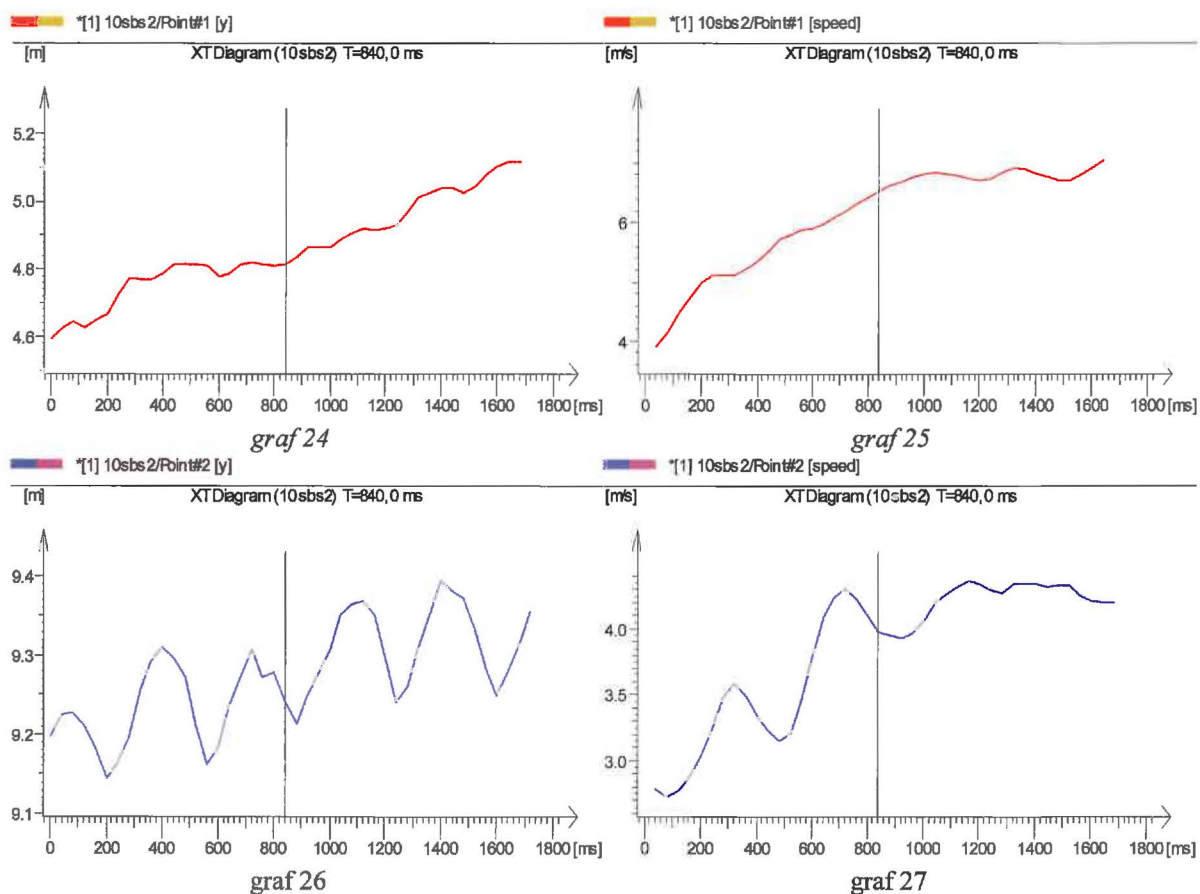 *[1] 10sbs2/Point#1 [y]
[m] XTDiagram (10sbs2) T=840,0 ms
5.2
5.0
4.8
4.6
0 200 400 600 800 1000 1200 1400 1600 1800 [ms]
graf 24
*[1] 10sbs2/Point#1 [speed]
[m/s] XTDiagram (10sbs2) T=840,0 ms
6
4
0 200 400 600 800 1000 1200 1400 1600 1800 [ms]
graf 25
*[1] 10sbs2/Point#2 [y]
[m] XTDiagram (10sbs2) T=840,0 ms
9.4
9.3
9.2
9.1
0 200 400 600 800 1000 1200 1400 1600 1800 [ms]
graf 26
*[1] 10sbs2/Point#2 [speed]
[m/s] XTDiagram (10sbs2) T=840,0 ms
4.0
3.5
3.0
0 200 400 600 800 1000 1200 1400 1600 1800 [ms]
graf 27